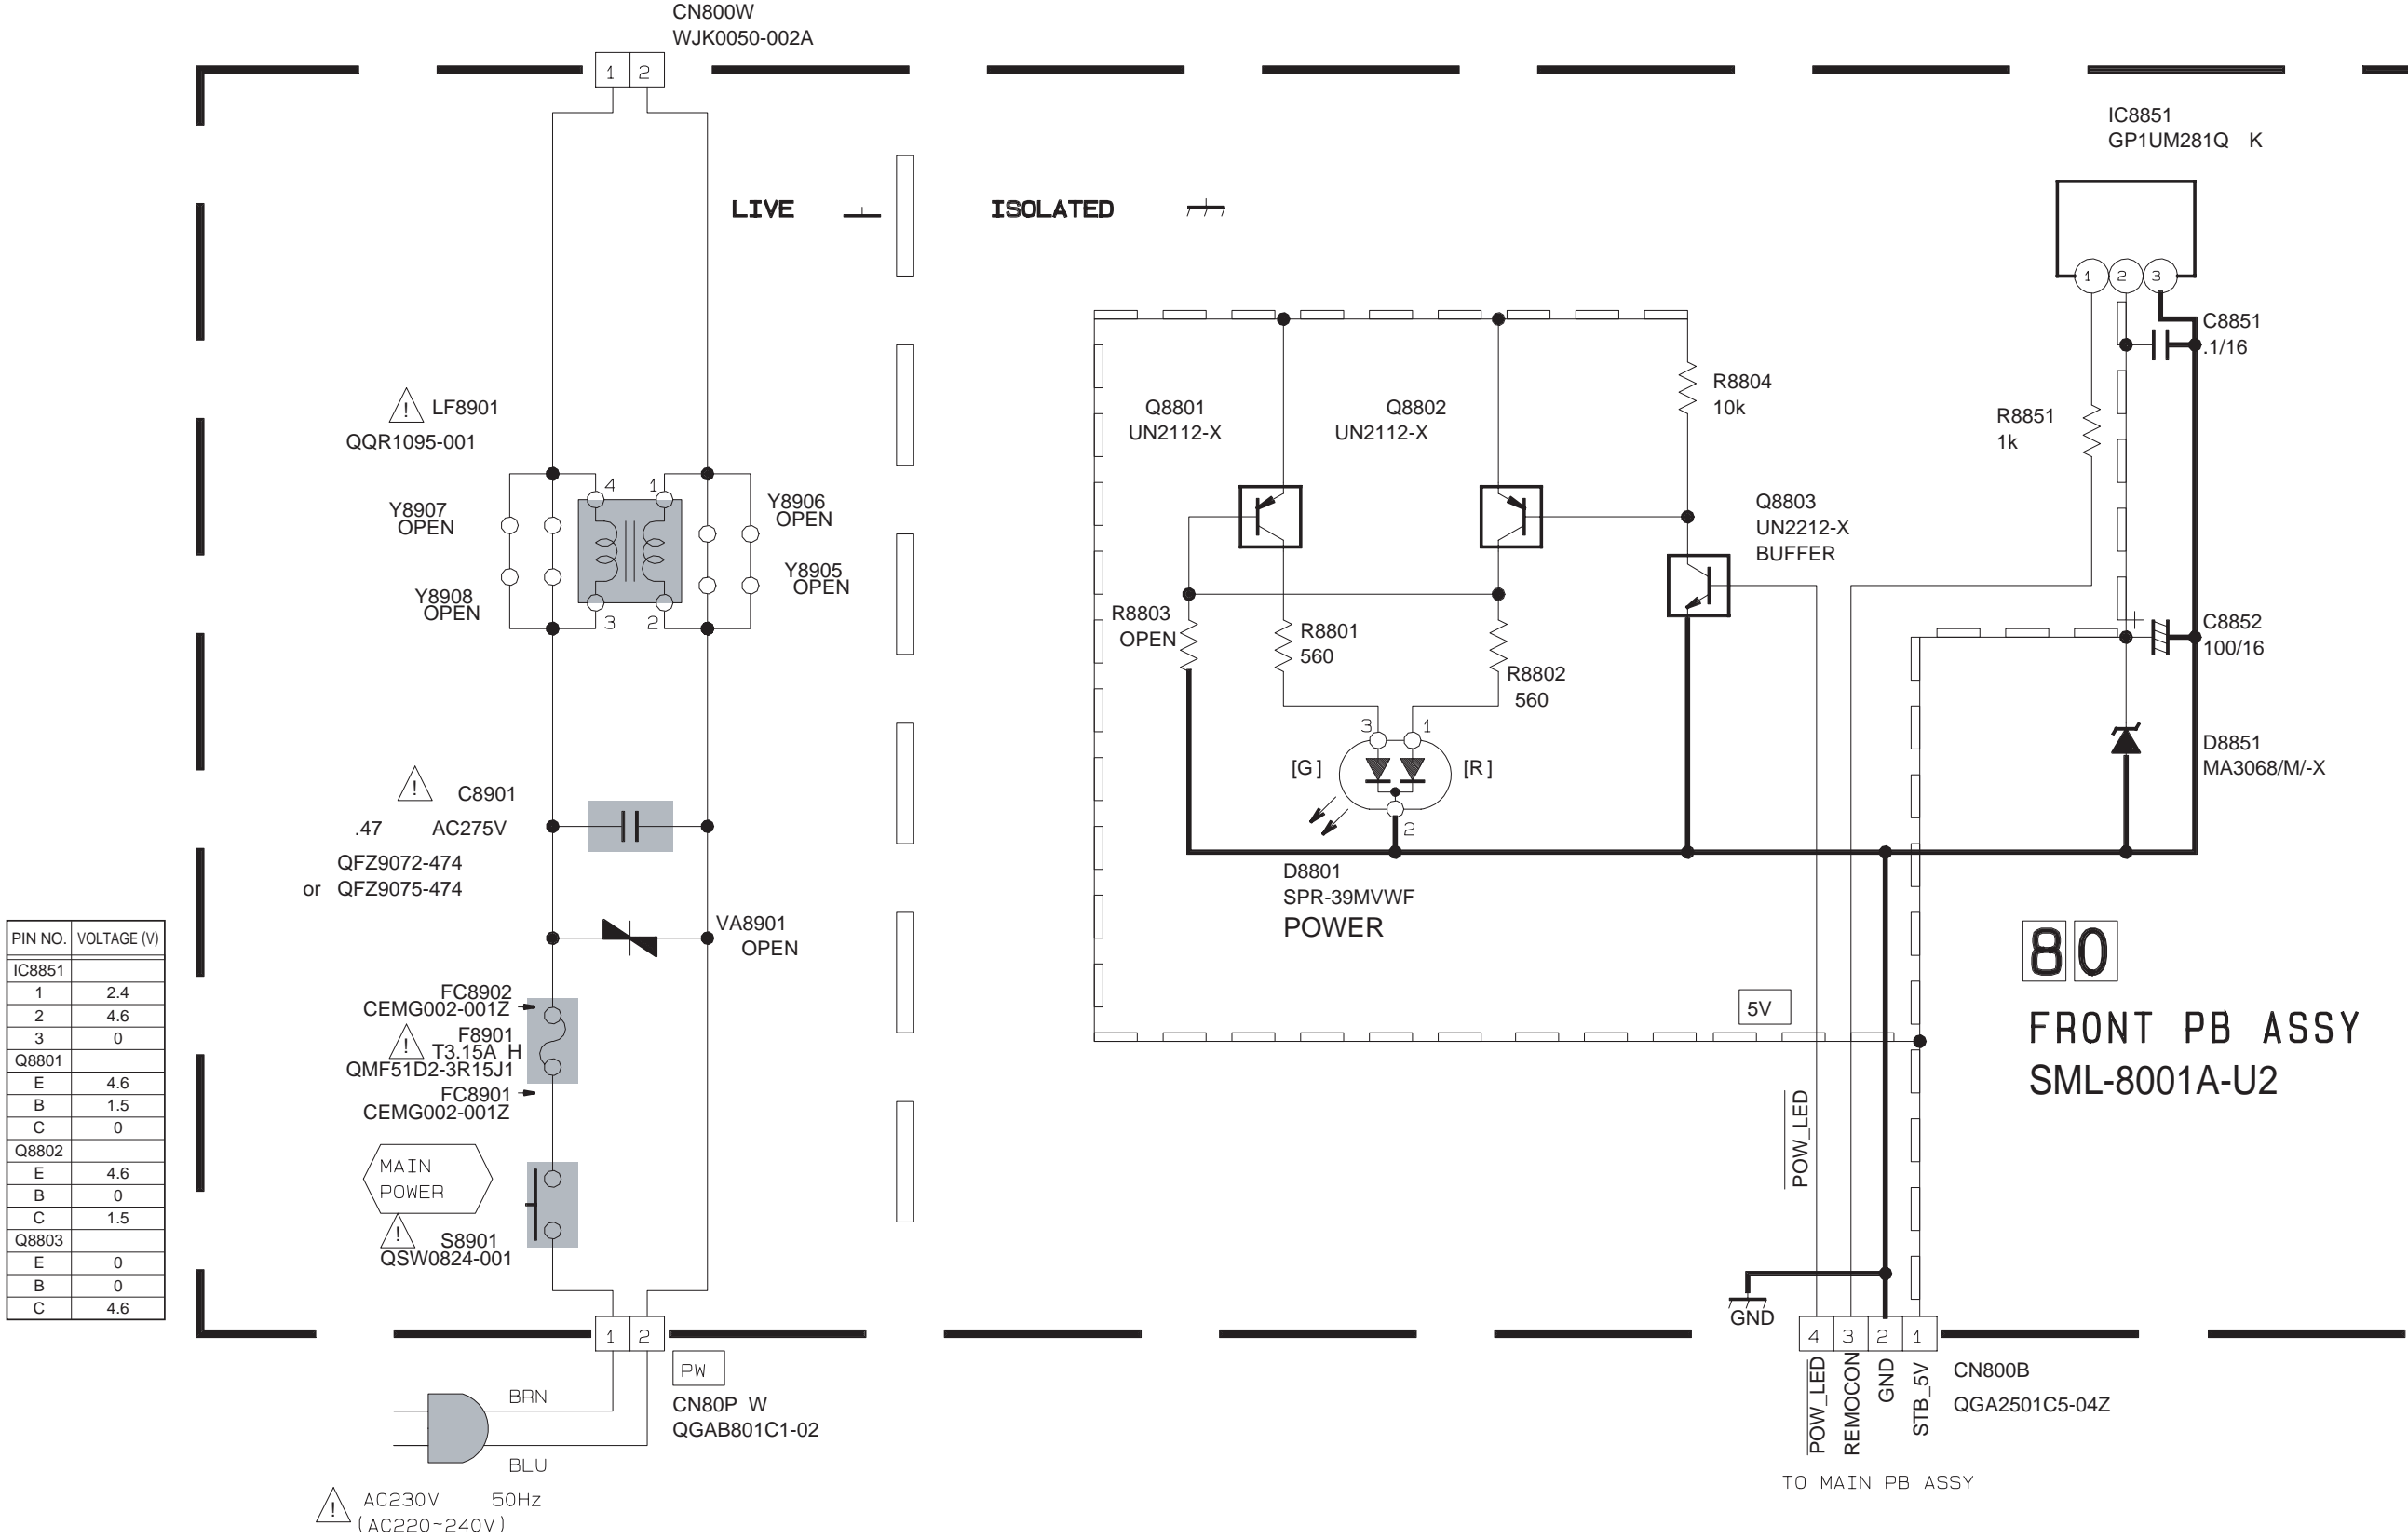 CN800W
WJK0050-002A
1 2
IC8851
GP1UM281Q K
LIVE
ISOLATED
1 2 3
C8851
.1/16
LF8901
QQR1095-001
!
Q8801
UN2112-X
Q8802
UN2112-X
R8804
10k
R8851
1k
4 1
Y8907
OPEN
Y8906
OPEN
Q8803
UN2212-X
BUFFER
Y8908
OPEN
Y8905
OPEN
3 2
R8803
OPEN
R8801
560
R8802
560
+
C8852
100/16
3 1
[G]
[R]
2
D8851
MA3068/M/-X
!
C8901
.47 AC275V
QFZ9072-474
or QFZ9075-474
D8801
SPR-39MVWF
POWER
VA8901
OPEN
80
FRONT PB ASSY
SML-8001A-U2
5V
PIN NO. VOLTAGE (V)
IC8851
1 2.4
2 4.6
3 0
Q8801
E 4.6
B 1.5
C 0
Q8802
E 4.6
B 0
C 1.5
Q8803
E 0
B 0
C 4.6
FC8902
CEMG002-001Z
!
F8901
T3.15A H
QMF51D2-3R15J1
FC8901
CEMG002-001Z
MAIN
POWER
!
S8901
QSW0824-001
POW_LED
GND
1 2
4 3 2 1
PW
CN80P W
QGAB801C1-02
BRN
BLU
POW_LED
REMOCON
GND
STB_5V
CN800B
QGA2501C5-04Z
TO MAIN PB ASSY
!
AC230V 50Hz
(AC220~240V)